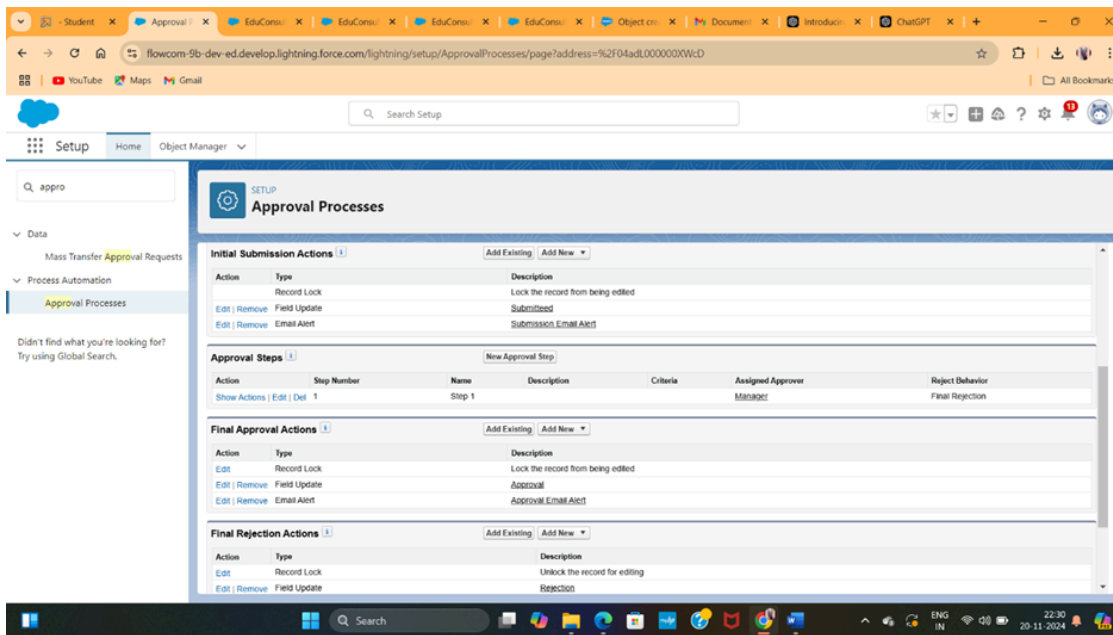 - Student
Approval P
EduConsul
EduConsul
EduConsul
EduConsul
Object cre
Document
Introducin
ChatGPT
flowcom-9b-dev-ed.develop.lightning.force.com/lightning/setup/ApprovalProcesses/page?address=%2F04adL000000XWcD
YouTube Maps Gmail
All Bookmarks
Search Setup
13
Setup Home Object Manager
appro
SETUP
Approval Processes
Data
Mass Transfer Approval Requests
Process Automation
Approval Processes
Didn't find what you're looking for?
Try using Global Search.
Initial Submission Actions Add Existing Add New
Action Type Description
Record Lock Lock the record from being edited
Edit | Remove Field Update Submitteed
Edit | Remove Email Alert Submission Email Alert
Approval Steps New Approval Step
Action Step Number Name Description Criteria Assigned Approver Reject Behavior
Show Actions | Edit | Del 1 Step 1 Manager Final Rejection
Final Approval Actions Add Existing Add New
Action Type Description
Edit Record Lock Lock the record from being edited
Edit | Remove Field Update Approval
Edit | Remove Email Alert Approval Email Alert
Final Rejection Actions Add Existing Add New
Action Type Description
Edit Record Lock Unlock the record for editing
Edit | Remove Field Update Rejection
Search
ENG
IN
22:30
20-11-2024